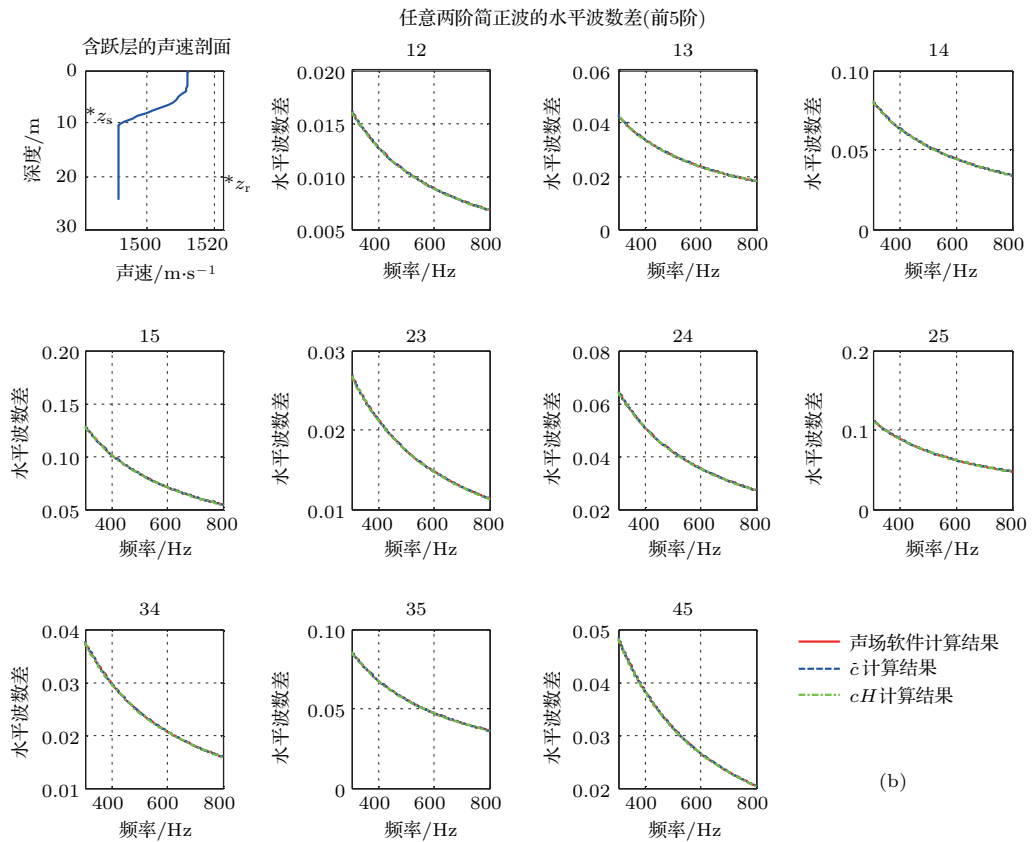 任意两阶简正波的水平波数差(前5阶)
含跃层的声速剖面
0
10
20
30
深度/m
*z_s
*z_r
1500
1520
声速/m·s⁻¹
12
0.020
0.015
0.010
0.005
水平波数差
400
600
800
频率/Hz
13
0.06
0.04
0.02
0
水平波数差
400
600
800
频率/Hz
14
0.10
0.05
0
水平波数差
400
600
800
频率/Hz
15
0.20
0.15
0.10
0.05
水平波数差
400
600
800
频率/Hz
23
0.03
0.02
0.01
水平波数差
400
600
800
频率/Hz
24
0.08
0.06
0.04
0.02
水平波数差
400
600
800
频率/Hz
25
0.2
0.1
0
水平波数差
400
600
800
频率/Hz
34
0.04
0.03
0.02
0.01
水平波数差
400
600
800
频率/Hz
35
0.10
0.05
0
水平波数差
400
600
800
频率/Hz
45
0.05
0.04
0.03
0.02
水平波数差
400
600
800
频率/Hz
声场软件计算结果
c̄计算结果
cH计算结果
(b)